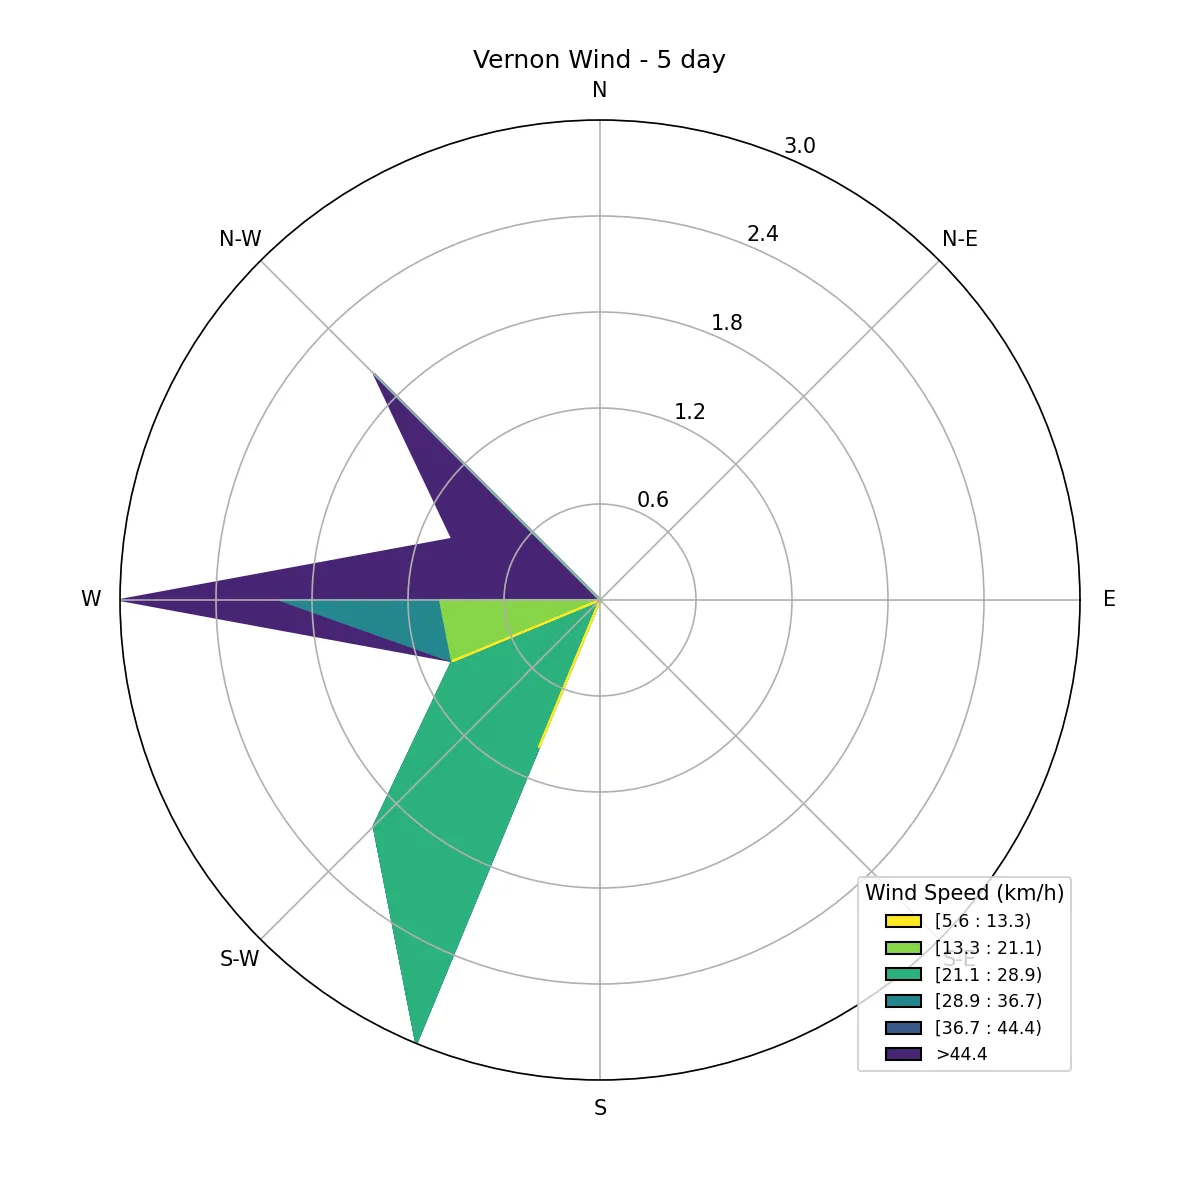 Vernon Wind - 5 day
N
3.0
2.4
N-W
N-E
1.8
1.2
0.6
W
E
S-W
S-E
S
Wind Speed (km/h)
[5.6 : 13.3)
[13.3 : 21.1)
[21.1 : 28.9)
[28.9 : 36.7)
[36.7 : 44.4)
>44.4